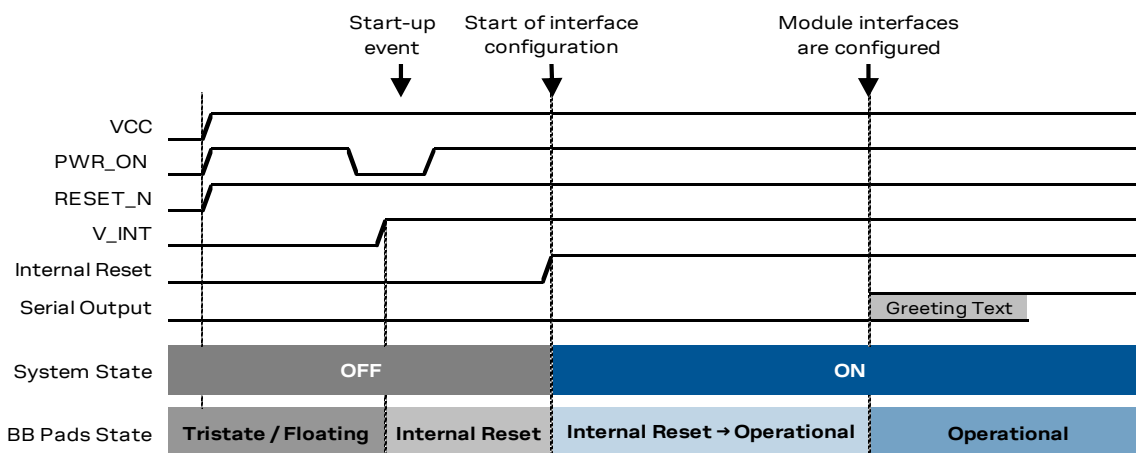 Start-up
event
Start of interface
configuration
Module interfaces
are configured
VCC
PWR_ON
RESET_N
V_INT
Internal Reset
Serial Output
Greeting Text
System State
OFF
ON
BB Pads State
Tristate / Floating
Internal Reset
Internal Reset → Operational
Operational